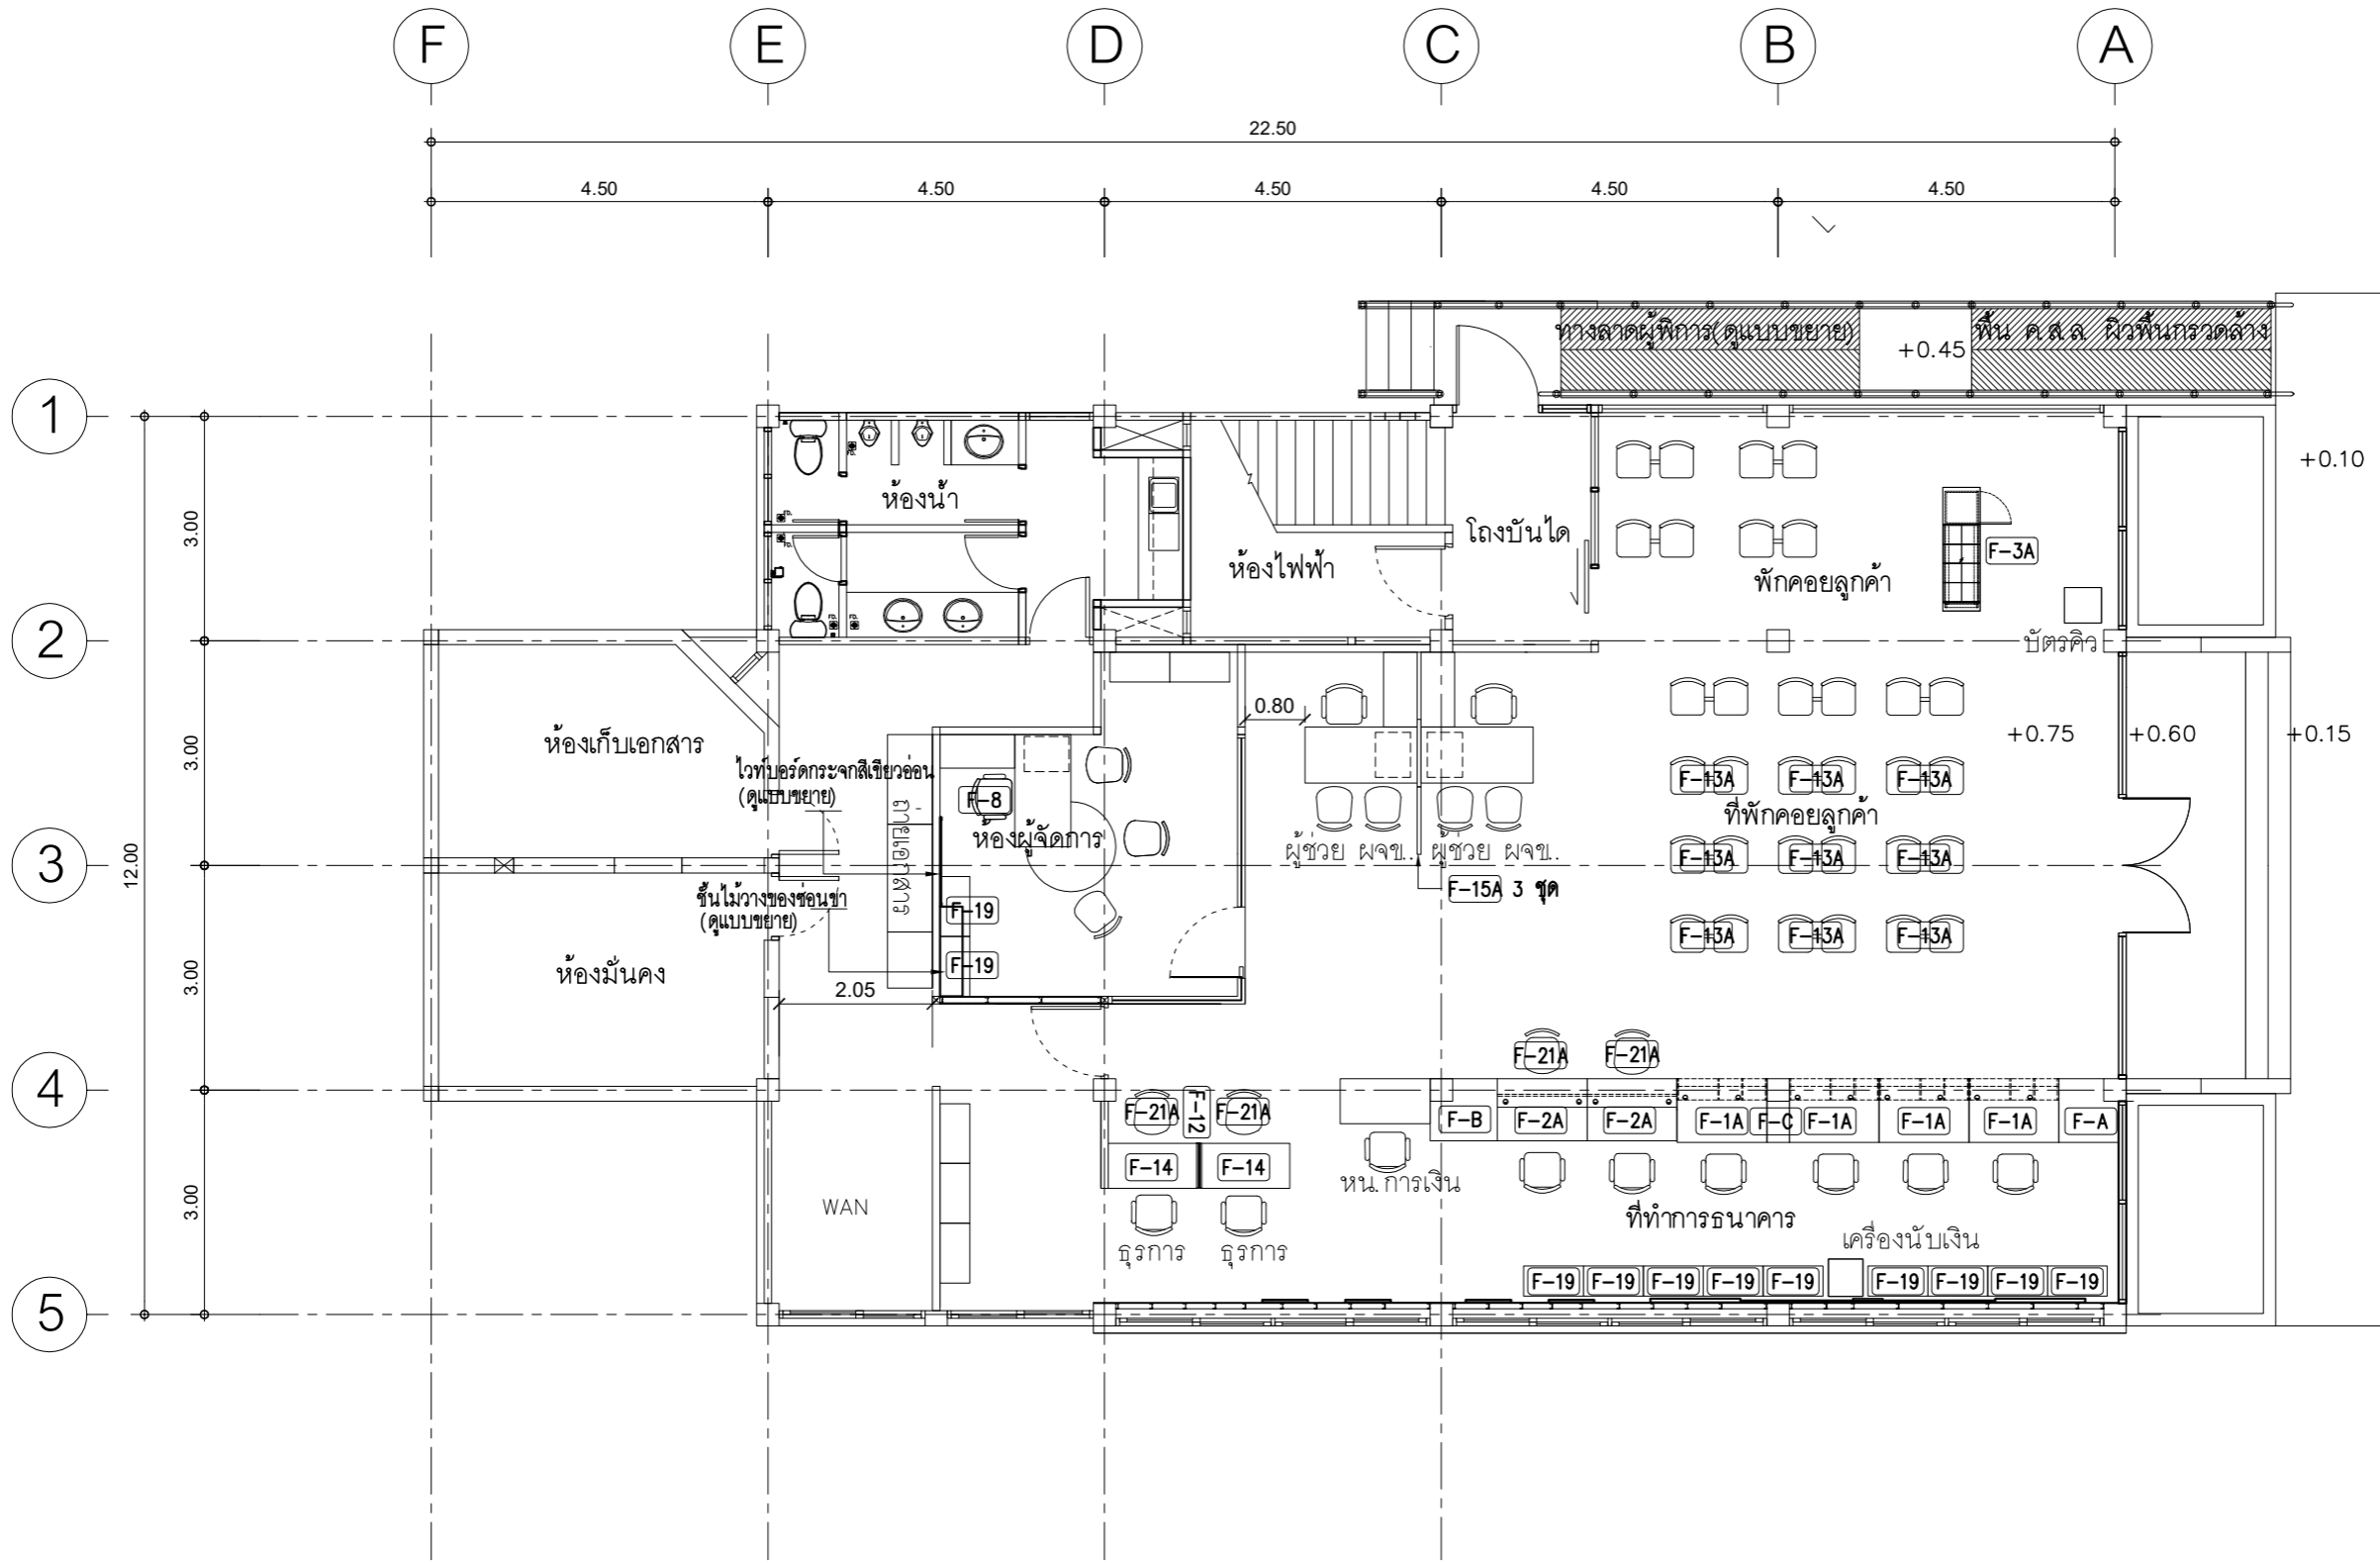 F E D C B A
22.50
4.50 4.50 4.50 4.50 4.50
ทางลาดผู้พิการ(ดูแบบขยาย)
พื้น ค.ส.ล. ผิวพื้นกรวดล้าง
+0.45
1
+0.10
ห้องน้ำ
3.00
โถงบันได
ห้องไฟฟ้า
F-3A
พักคอยลูกค้า
2
บัตรคิว
0.80
+0.75 +0.60 +0.15
ห้องเก็บเอกสาร
3.00
ไวท์บอร์ดกระจกสีเขียวอ่อน
(ดูแบบขยาย)
F-13A F-13A F-13A
F-8
ที่พักคอยลูกค้า
ถ่ายเอกสาร
ห้องผู้จัดการ
ผู้ช่วย ผจข.. ผู้ช่วย ผจข..
F-13A F-13A F-13A
3
12.00
F-15A 3 ชุด
ชั้นไม้วางของซ่อนขา
(ดูแบบขยาย)
F-19
F-13A F-13A F-13A
F-19
ห้องมั่นคง
3.00
2.05
F-21A F-21A
4
F-21A F-12 F-21A
F-B F-2A F-2A F-1A F-C F-1A F-1A F-1A F-A
F-14 F-14
หน.การเงิน
3.00
WAN
ที่ทำการธนาคาร
เครื่องนับเงิน
ธุรการ ธุรการ
F-19 F-19 F-19 F-19 F-19 F-19 F-19 F-19 F-19
5